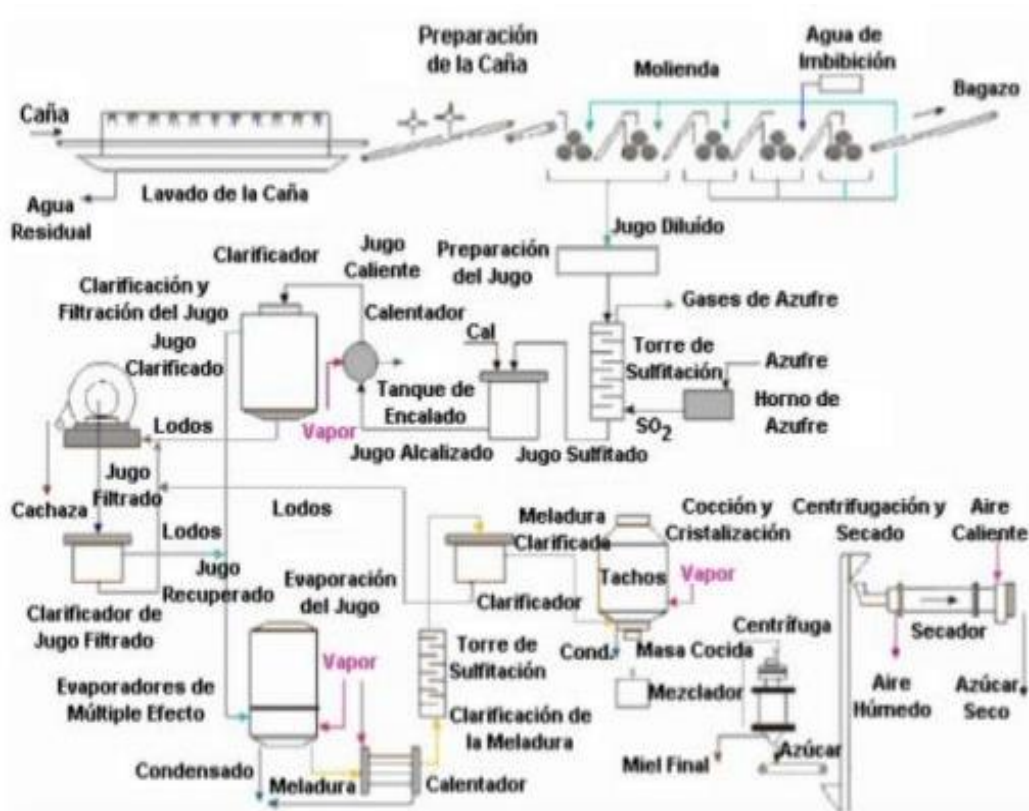 Preparación
de la Caña
Molienda
Agua de
Imbibición
Bagazo
Caña
Lavado de la Caña
Agua
Residual
Jugo Diluído
Preparación
del Jugo
Gases de Azufre
Clarificador
Jugo
Caliente
Clarificación y
Filtración del Jugo
Jugo
Clarificado
Calentador
Cal
Torre de
Sulfitación
Azufre
Horno de
Azufre
SO2
Tanque de
Encalado
Vapor
Jugo Alcalizado
Jugo Sulfitado
Lodos
Jugo
Filtrado
Cachaza
Lodos
Lodos
Jugo
Recuperado
Clarificador de
Jugo Filtrado
Meladura
Clarificada
Cocción y
Cristalización
Centrifugación y
Secado
Aire
Caliente
Tachos
Vapor
Evaporación
del Jugo
Clarificador
Secador
Centrífuga
Torre de
Sulfitación
Cond.
Masa Cocida
Vapor
Mezclador
Aire
Húmedo
Azúcar
Seco
Evaporadores de
Múltiple Efecto
Clarificación de
la Meladura
Miel Final
Azúcar
Condensado
Meladura
Calentador